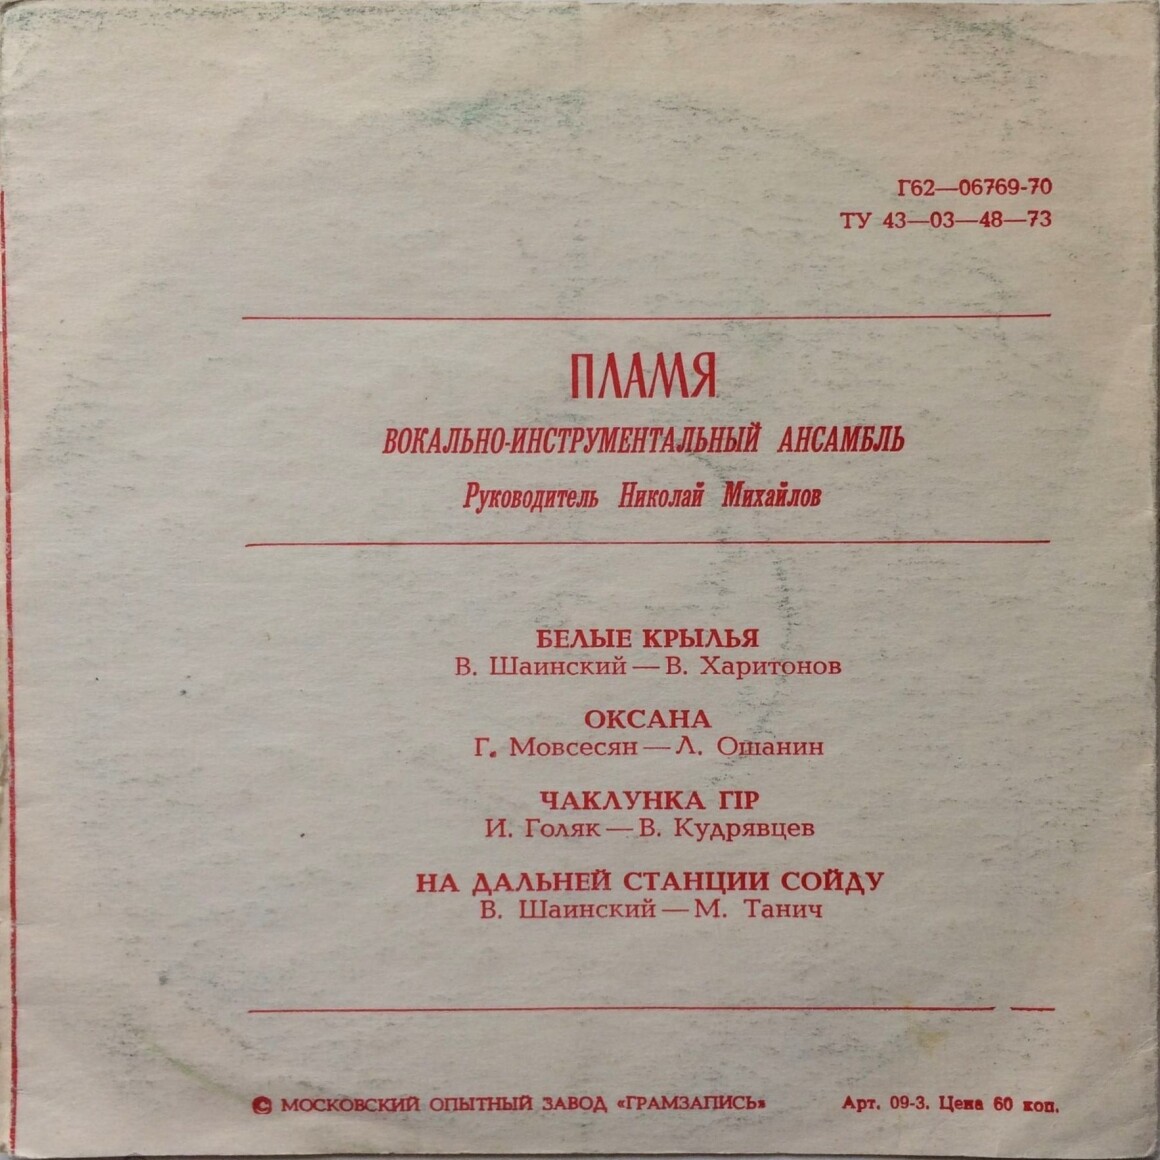 Г62—06769-70
ТУ 43—03—48—73
ПЛАМЯ
ВОКАЛЬНО-ИНСТРУМЕНТАЛЬНЫЙ АНСАМБЛЬ
Руководитель Николай Михайлов
БЕЛЫЕ КРЫЛЬЯ
В. Шаинский — В. Харитонов
ОКСАНА
Г. Мовсесян — Л. Ошанин
ЧАКЛУНКА ГІР
И. Голяк — В. Кудрявцев
НА ДАЛЬНЕЙ СТАНЦИИ СОЙДУ
В. Шаинский — М. Танич
© МОСКОВСКИЙ ОПЫТНЫЙ ЗАВОД «ГРАМЗАПИСЬ» Арт. 09-3. Цена 60 коп.